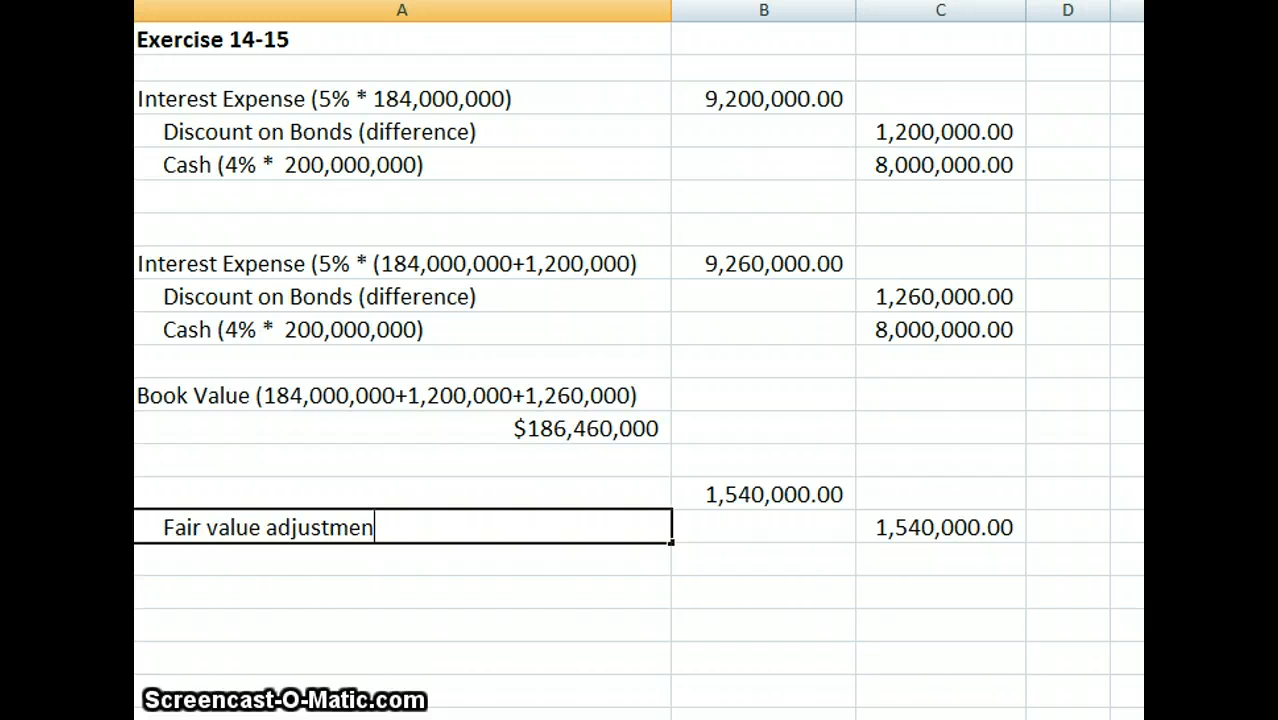 A B C D
Exercise 14-15
Interest Expense (5% * 184,000,000) 9,200,000.00
Discount on Bonds (difference) 1,200,000.00
Cash (4% * 200,000,000) 8,000,000.00
Interest Expense (5% * (184,000,000+1,200,000) 9,260,000.00
Discount on Bonds (difference) 1,260,000.00
Cash (4% * 200,000,000) 8,000,000.00
Book Value (184,000,000+1,200,000+1,260,000)
$186,460,000
1,540,000.00
Fair value adjustmen 1,540,000.00
Screencast-O-Matic.com